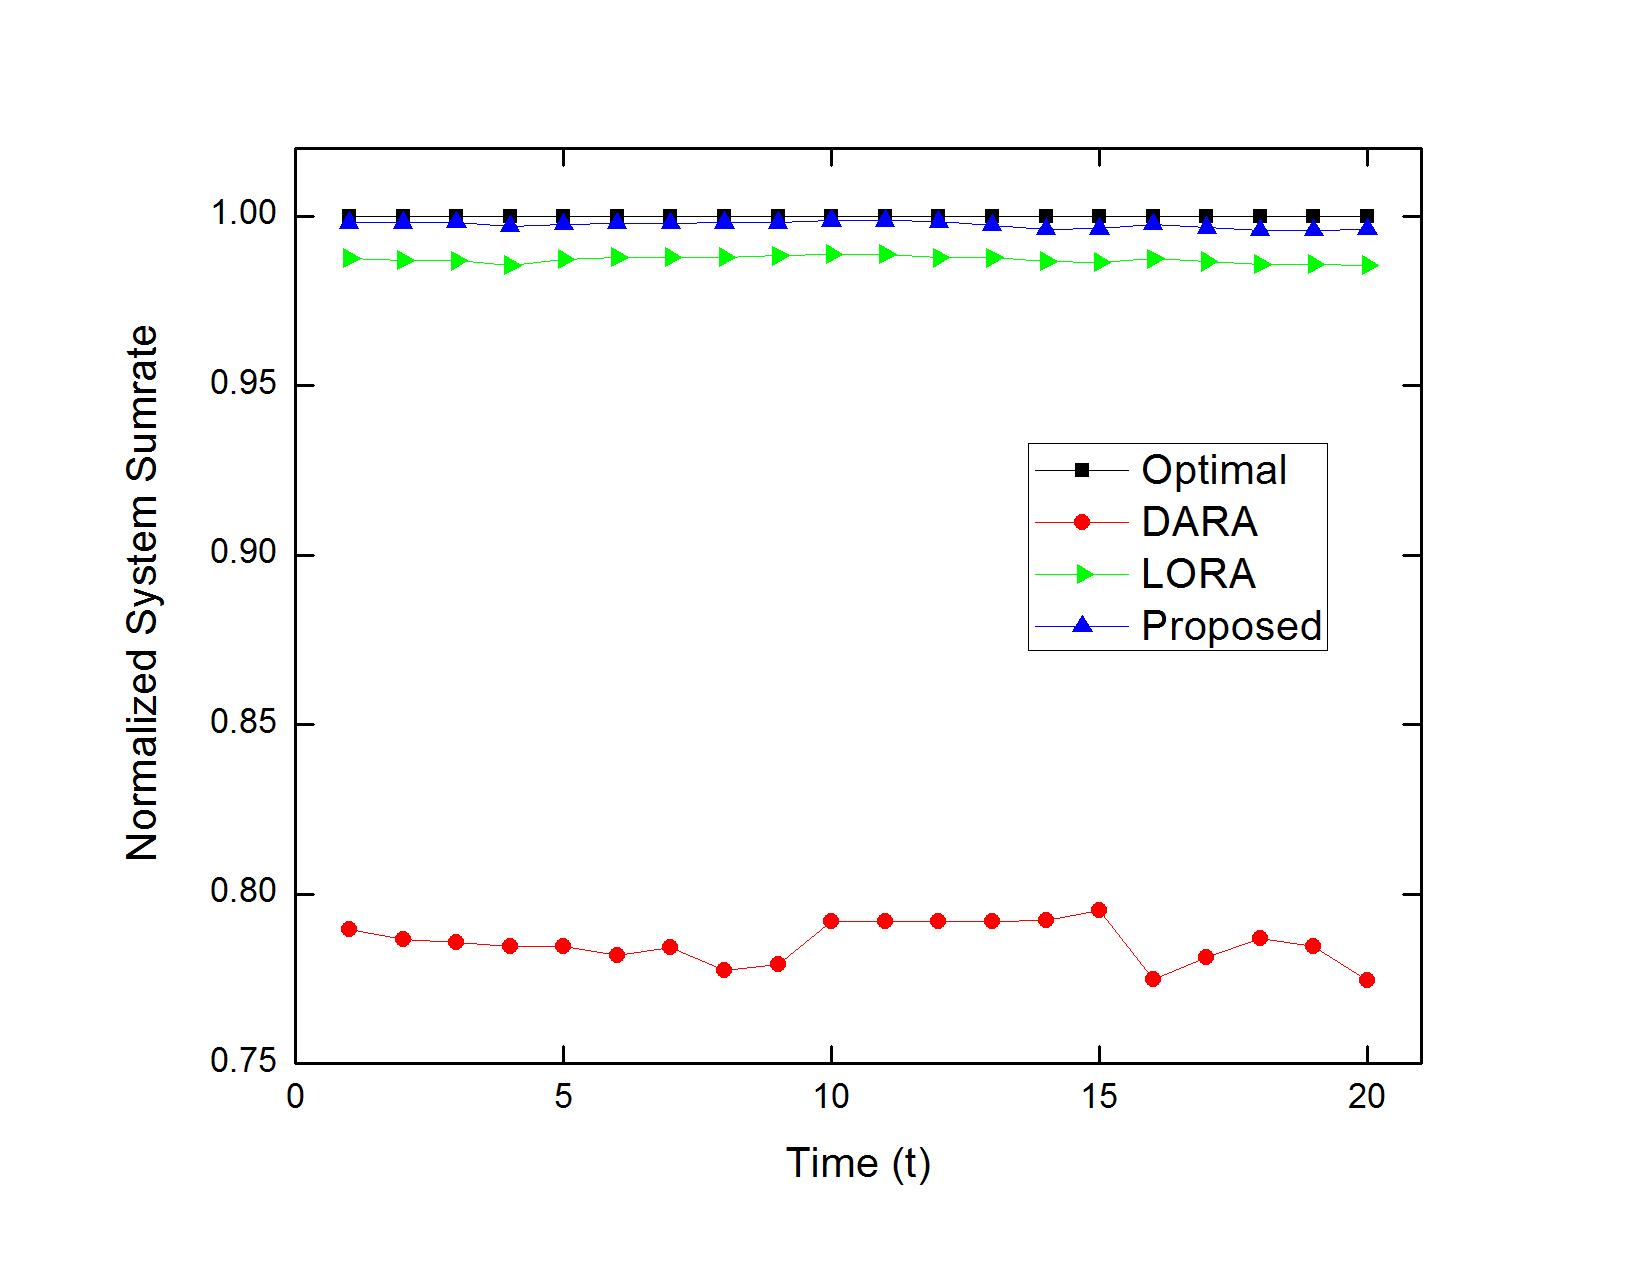 Normalized System Sumrate
1.00
0.95
0.90
0.85
0.80
0.75
Optimal
DARA
LORA
Proposed
0 5 10 15 20
Time (t)